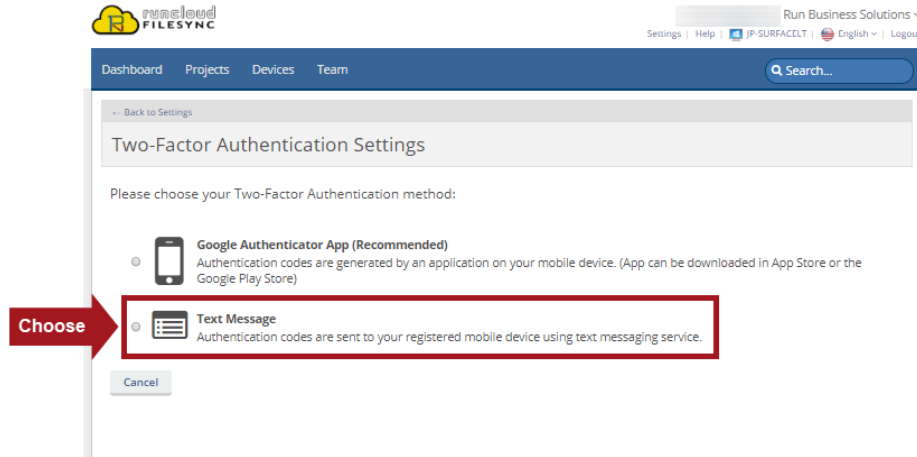 runcloud
FILESYNC
Run Business Solutions
Settings | Help | JP-SURFACELT | English | Logou
Dashboard Projects Devices Team
Search...
← Back to Settings
Two-Factor Authentication Settings
Please choose your Two-Factor Authentication method:
Google Authenticator App (Recommended)
Authentication codes are generated by an application on your mobile device. (App can be downloaded in App Store or the
Google Play Store)
Choose
Text Message
Authentication codes are sent to your registered mobile device using text messaging service.
Cancel